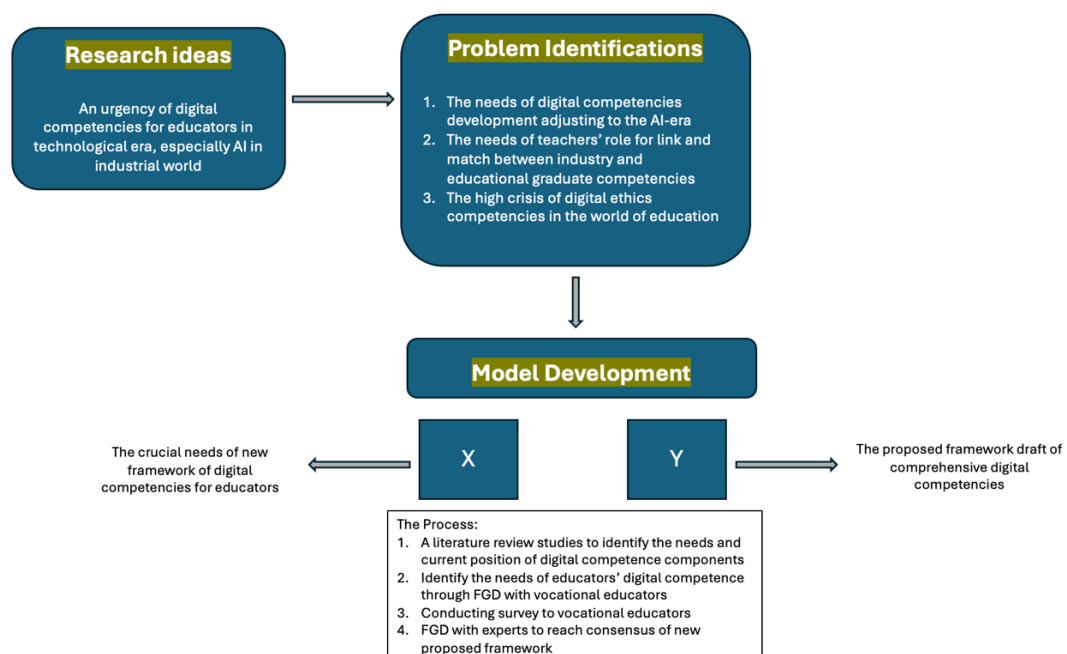 Research ideas
An urgency of digital
competencies for educators in
technological era, especially AI in
industrial world
Problem Identifications
1. The needs of digital competencies
development adjusting to the AI-era
2. The needs of teachers' role for link and
match between industry and
educational graduate competencies
3. The high crisis of digital ethics
competencies in the world of education
Model Development
The crucial needs of new
framework of digital
competencies for educators
X
Y
The proposed framework draft of
comprehensive digital
competencies
The Process:
1. A literature review studies to identify the needs and
current position of digital competence components
2. Identify the needs of educators' digital competence
through FGD with vocational educators
3. Conducting survey to vocational educators
4. FGD with experts to reach consensus of new
proposed framework